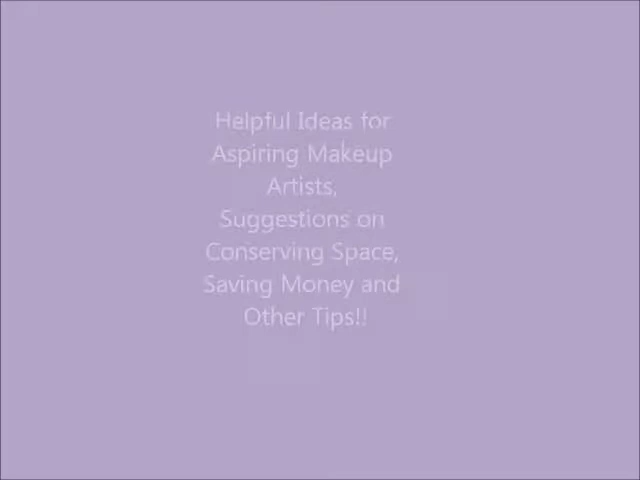 Helpful Ideas for
Aspiring Makeup
Artists,
Suggestions on
Conserving Space,
Saving Money and
Other Tips!!